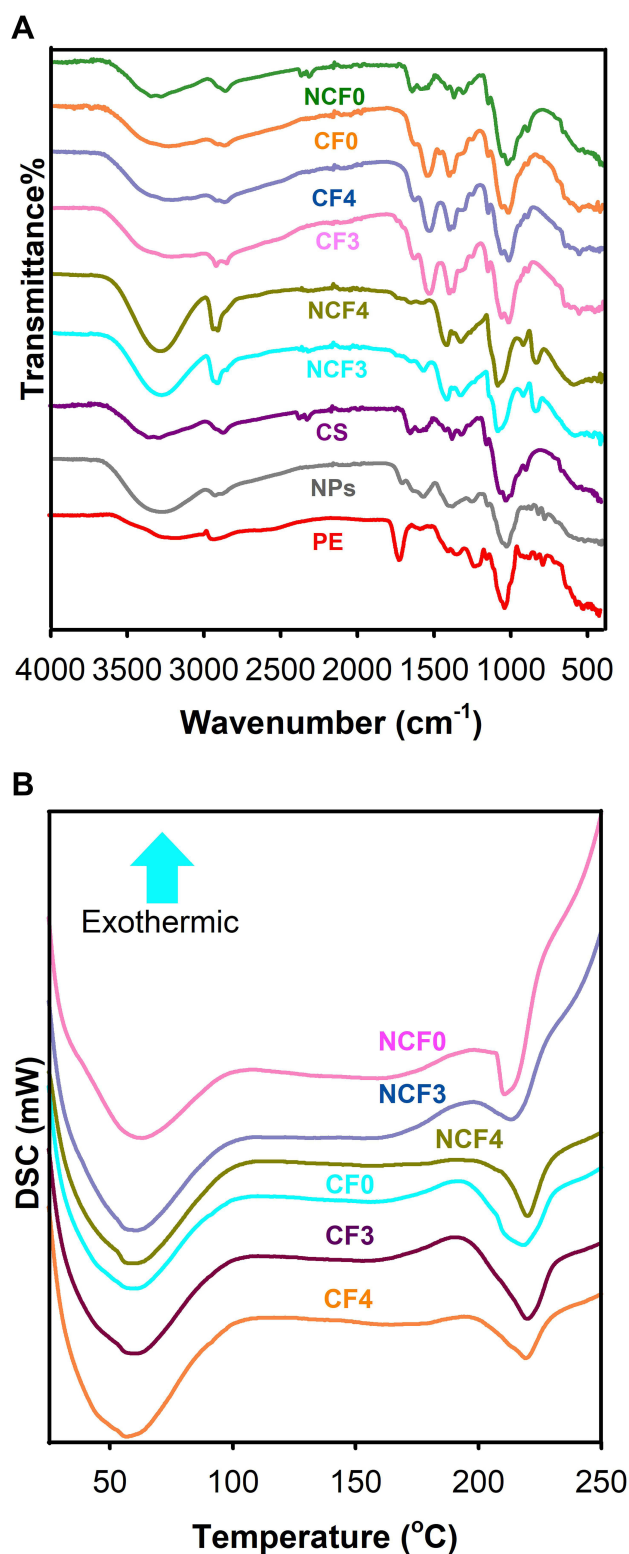 A
Transmittance%
NCF0
CF0
CF4
CF3
NCF4
NCF3
CS
NPs
PE
4000 3500 3000 2500 2000 1500 1000 500
Wavenumber (cm⁻¹)
B
DSC (mW)
Exothermic
NCF0
NCF3
NCF4
CF0
CF3
CF4
50 100 150 200 250
Temperature (°C)